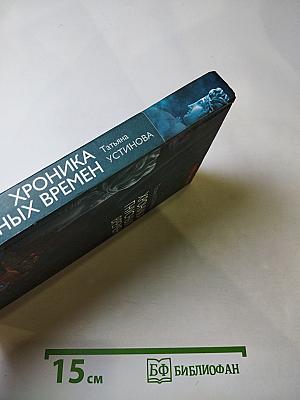 ХРОНИКА
НЫХ ВРЕМЕН
Татьяна
УСТИНОВА
15 см
БФ БИБЛИОФАН